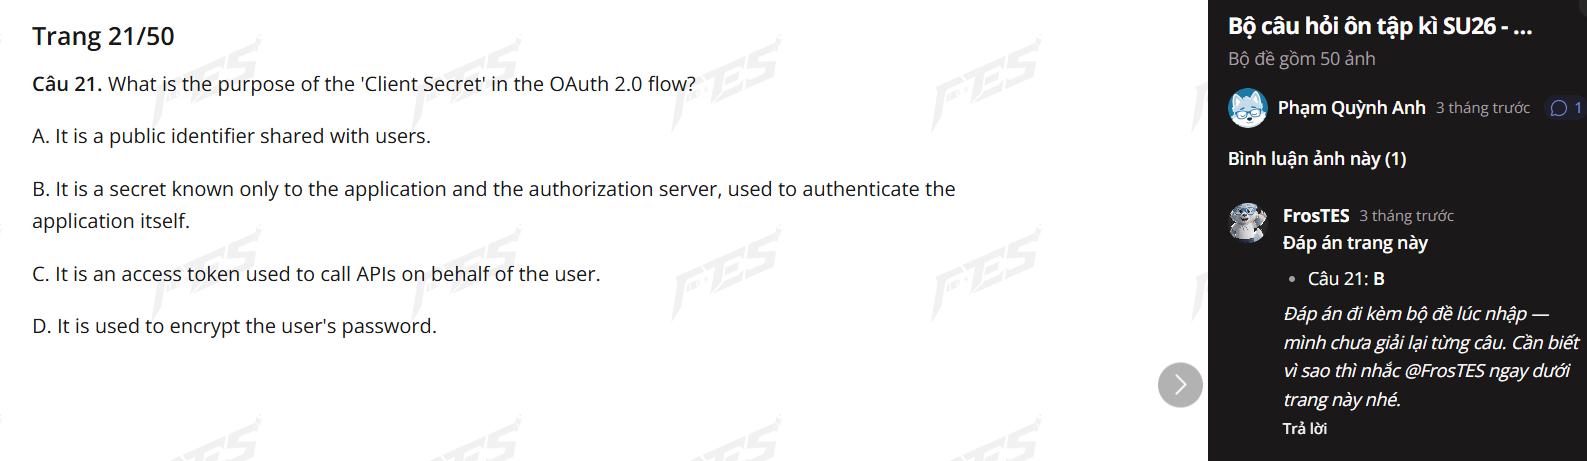 Trang 21/50
Câu 21. What is the purpose of the 'Client Secret' in the OAuth 2.0 flow?
A. It is a public identifier shared with users.
B. It is a secret known only to the application and the authorization server, used to authenticate the
application itself.
C. It is an access token used to call APIs on behalf of the user.
D. It is used to encrypt the user's password.
Bộ câu hỏi ôn tập kì SU26 - ...
Bộ đề gồm 50 ảnh
Phạm Quỳnh Anh 3 tháng trước 1
Bình luận ảnh này (1)
FrosTES 3 tháng trước
Đáp án trang này
• Câu 21: B
Đáp án đi kèm bộ đề lúc nhập —
mình chưa giải lại từng câu. Cần biết
vì sao thì nhắc @FrosTES ngay dưới
trang này nhé.
Trả lời